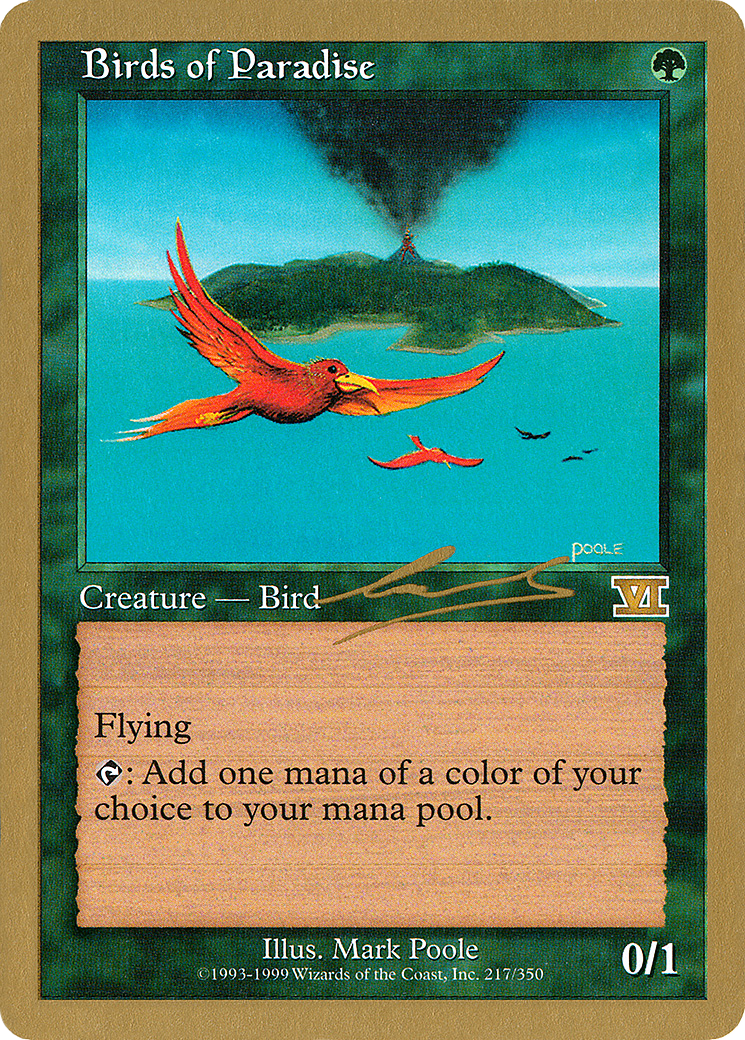 Birds of Paradise
POOLE
Creature — Bird
VI
Flying
: Add one mana of a color of your
choice to your mana pool.
Illus. Mark Poole
©1993-1999 Wizards of the Coast, Inc. 217/350
0/1